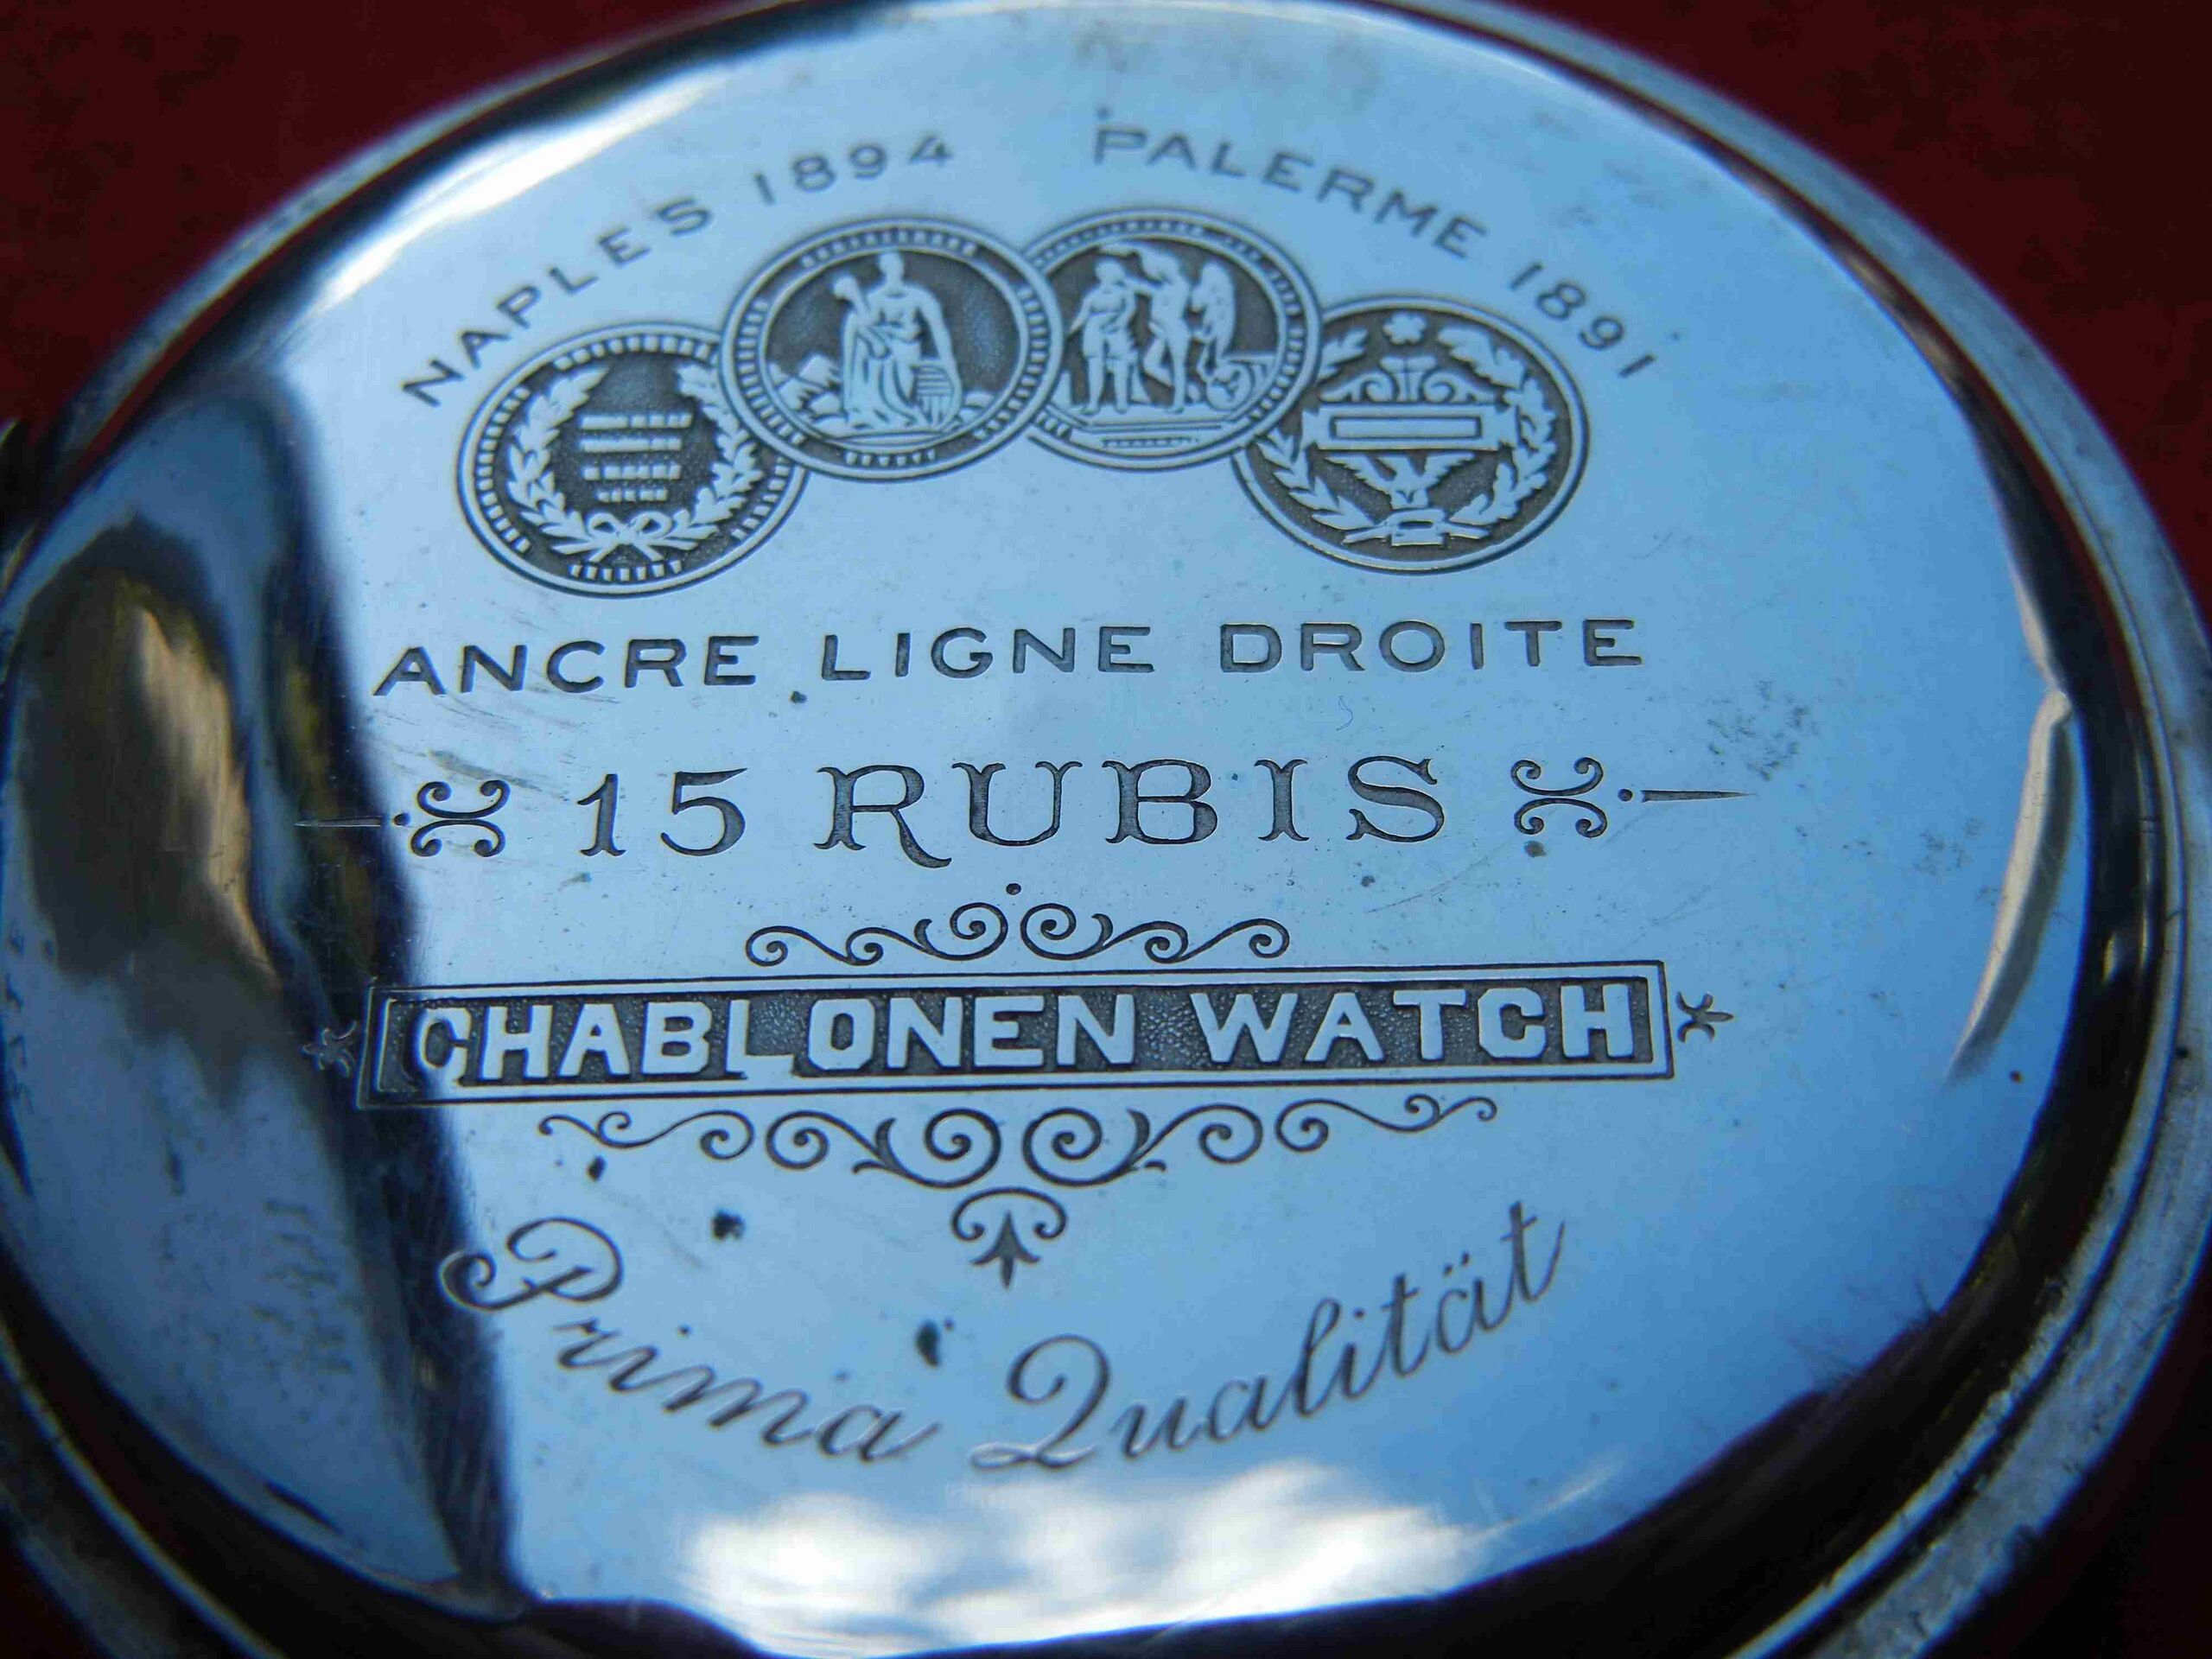 NAPLES 1894 PALERME 1891
ANCRE LIGNE DROITE
15 RUBIS
CHABLONEN WATCH
Prima Qualität